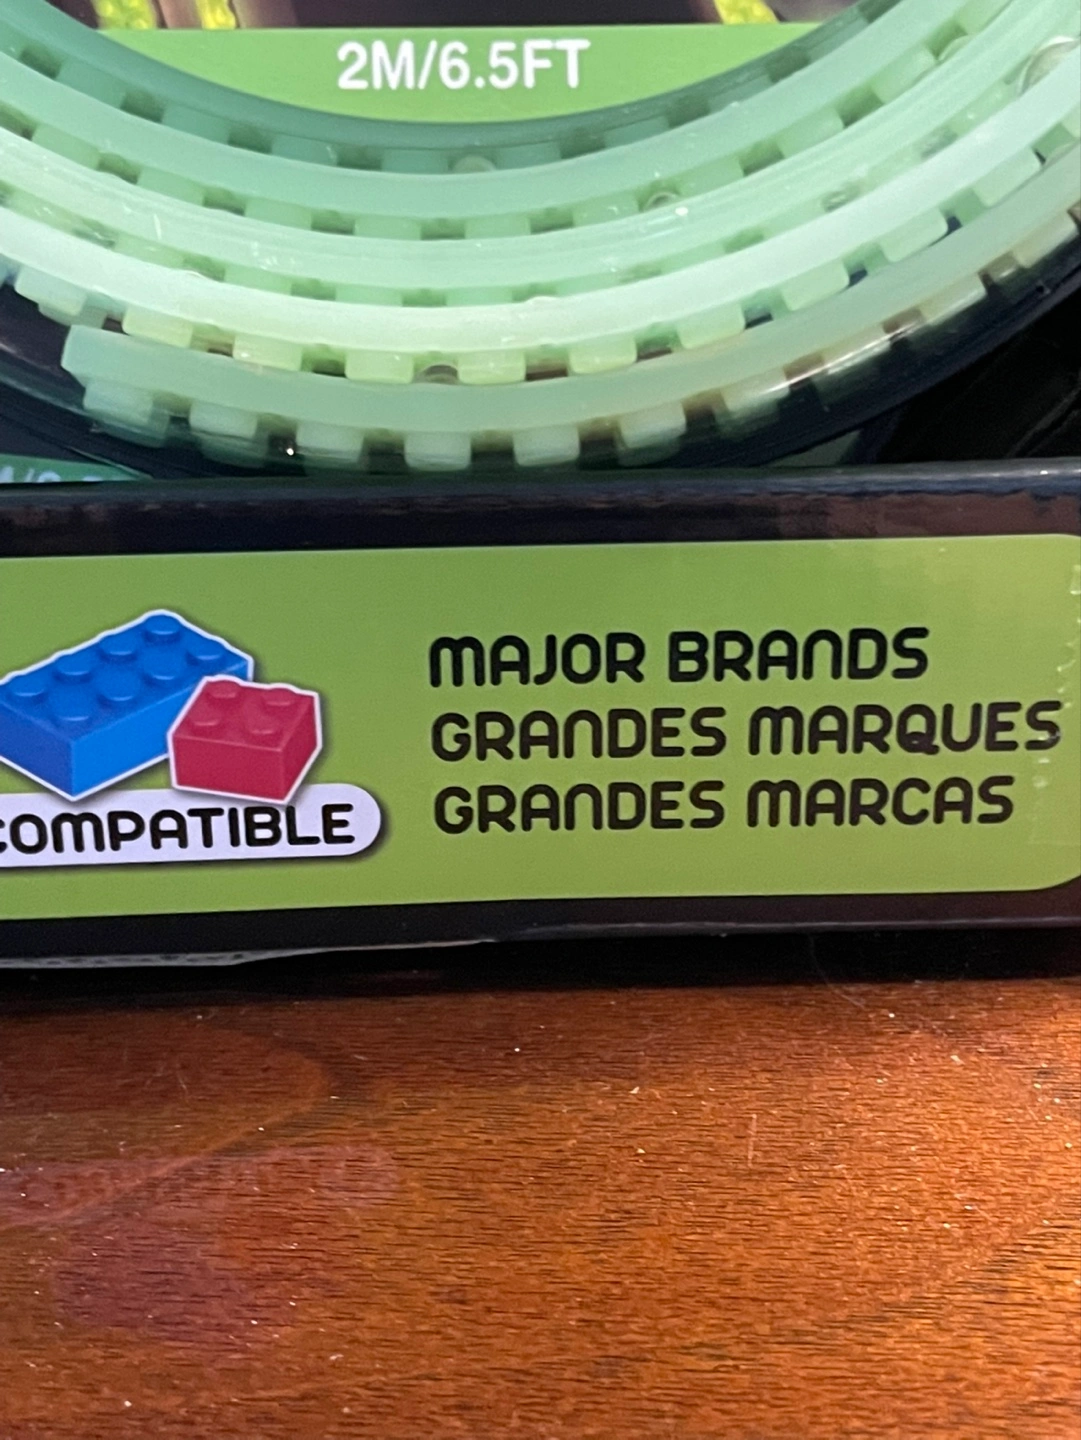 2M/6.5FT
COMPATIBLE
MAJOR BRANDS
GRANDES MARQUES
GRANDES MARCAS